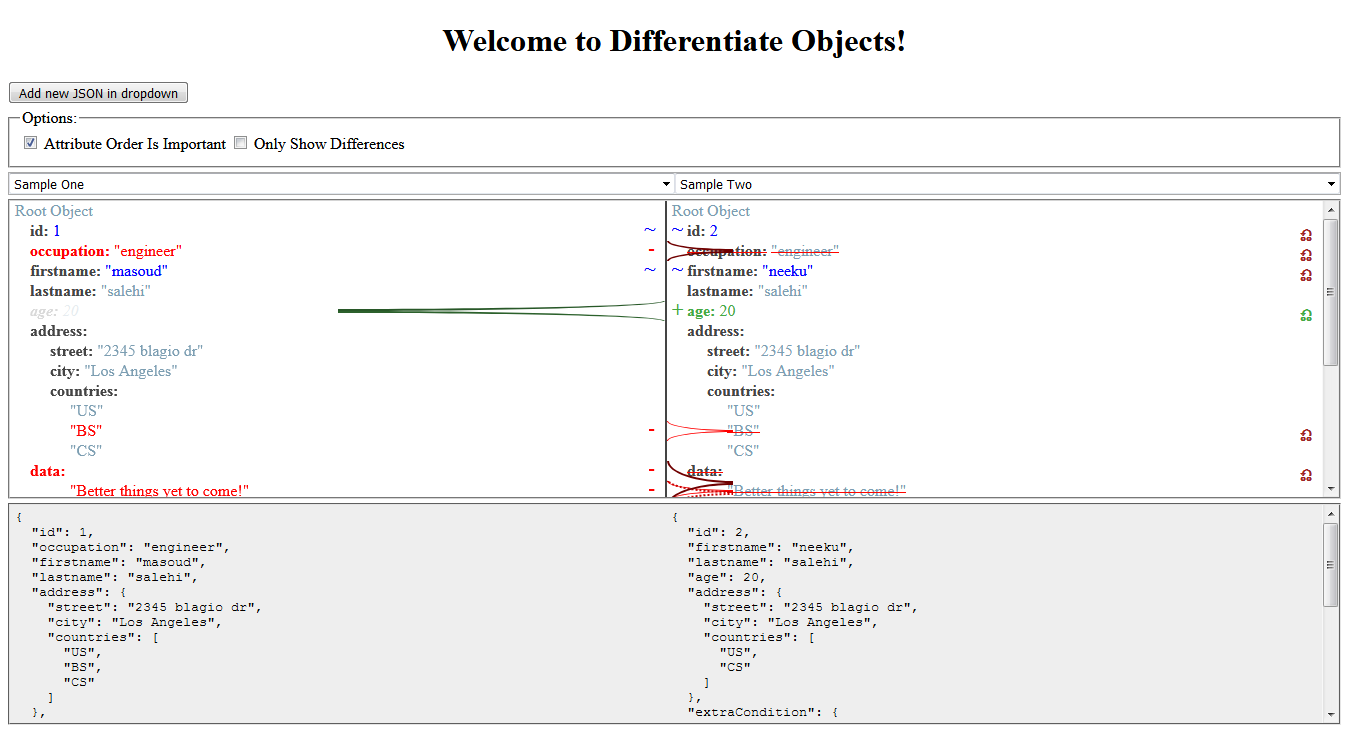 Welcome to Differentiate Objects!
Add new JSON in dropdown
Options:
Attribute Order Is Important Only Show Differences
Sample One Sample Two
Root Object
id: 1 ~
occupation: "engineer" -
firstname: "masoud" ~
lastname: "salehi"
age: 20
address:
street: "2345 blagio dr"
city: "Los Angeles"
countries:
"US"
"BS" -
"CS"
data: -
"Better things yet to come!" -
Root Object
~ id: 2
occupation: "engineer"
~ firstname: "neeku"
lastname: "salehi"
+ age: 20
address:
street: "2345 blagio dr"
city: "Los Angeles"
countries:
"US"
"BS"
"CS"
data:
"Better things yet to come!"
{
"id": 1,
"occupation": "engineer",
"firstname": "masoud",
"lastname": "salehi",
"address": {
"street": "2345 blagio dr",
"city": "Los Angeles",
"countries": [
"US",
"BS",
"CS"
]
},
{
"id": 2,
"firstname": "neeku",
"lastname": "salehi",
"age": 20,
"address": {
"street": "2345 blagio dr",
"city": "Los Angeles",
"countries": [
"US",
"CS"
]
},
"extraCondition": {